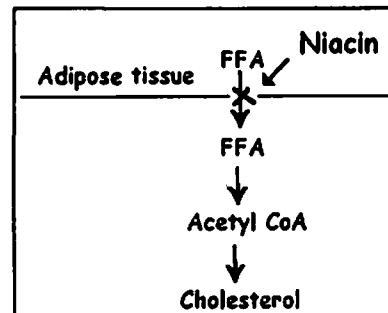 FFA
Niacin
Adipose tissue
FFA
Acetyl CoA
Cholesterol